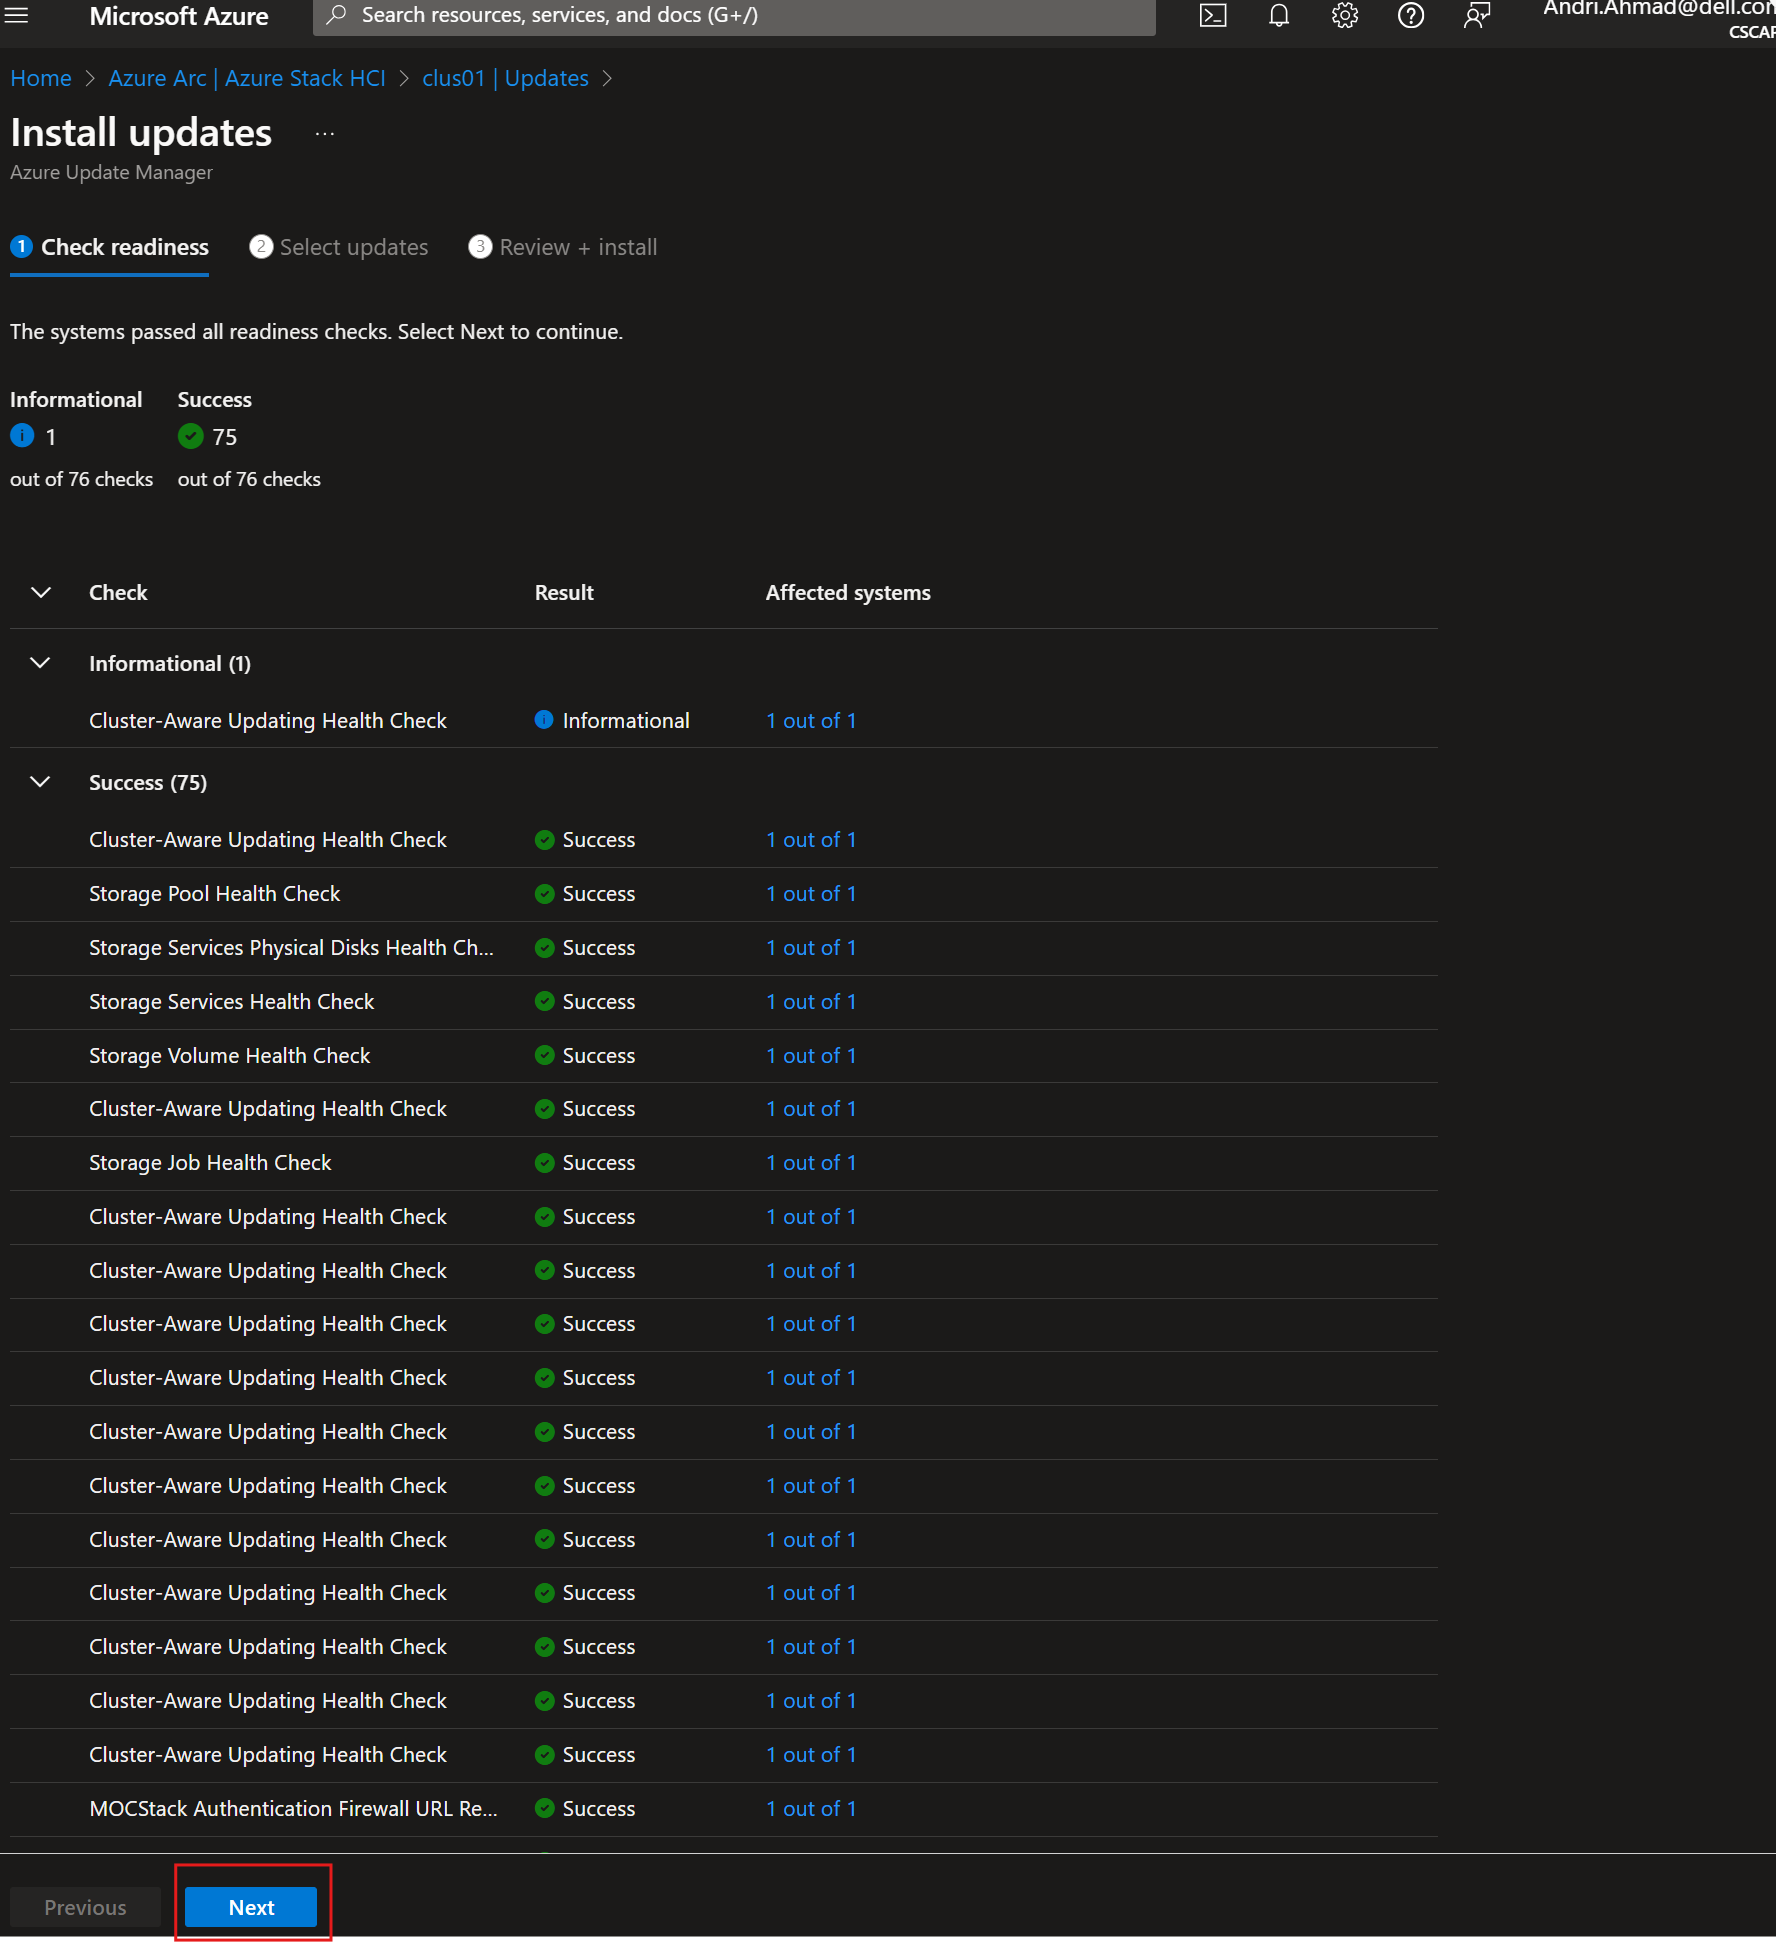 Microsoft Azure
Search resources, services, and docs (G+/)
Andri.Ahmad@dell.com
CSCAP
Home > Azure Arc | Azure Stack HCI > clus01 | Updates >
Install updates ...
Azure Update Manager
1 Check readiness 2 Select updates 3 Review + install
The systems passed all readiness checks. Select Next to continue.
Informational Success
1 75
out of 76 checks out of 76 checks
Check Result Affected systems
Informational (1)
Cluster-Aware Updating Health Check Informational 1 out of 1
Success (75)
Cluster-Aware Updating Health Check Success 1 out of 1
Storage Pool Health Check Success 1 out of 1
Storage Services Physical Disks Health Ch... Success 1 out of 1
Storage Services Health Check Success 1 out of 1
Storage Volume Health Check Success 1 out of 1
Cluster-Aware Updating Health Check Success 1 out of 1
Storage Job Health Check Success 1 out of 1
Cluster-Aware Updating Health Check Success 1 out of 1
Cluster-Aware Updating Health Check Success 1 out of 1
Cluster-Aware Updating Health Check Success 1 out of 1
Cluster-Aware Updating Health Check Success 1 out of 1
Cluster-Aware Updating Health Check Success 1 out of 1
Cluster-Aware Updating Health Check Success 1 out of 1
Cluster-Aware Updating Health Check Success 1 out of 1
Cluster-Aware Updating Health Check Success 1 out of 1
Cluster-Aware Updating Health Check Success 1 out of 1
Cluster-Aware Updating Health Check Success 1 out of 1
Cluster-Aware Updating Health Check Success 1 out of 1
MOCStack Authentication Firewall URL Re... Success 1 out of 1
Previous Next